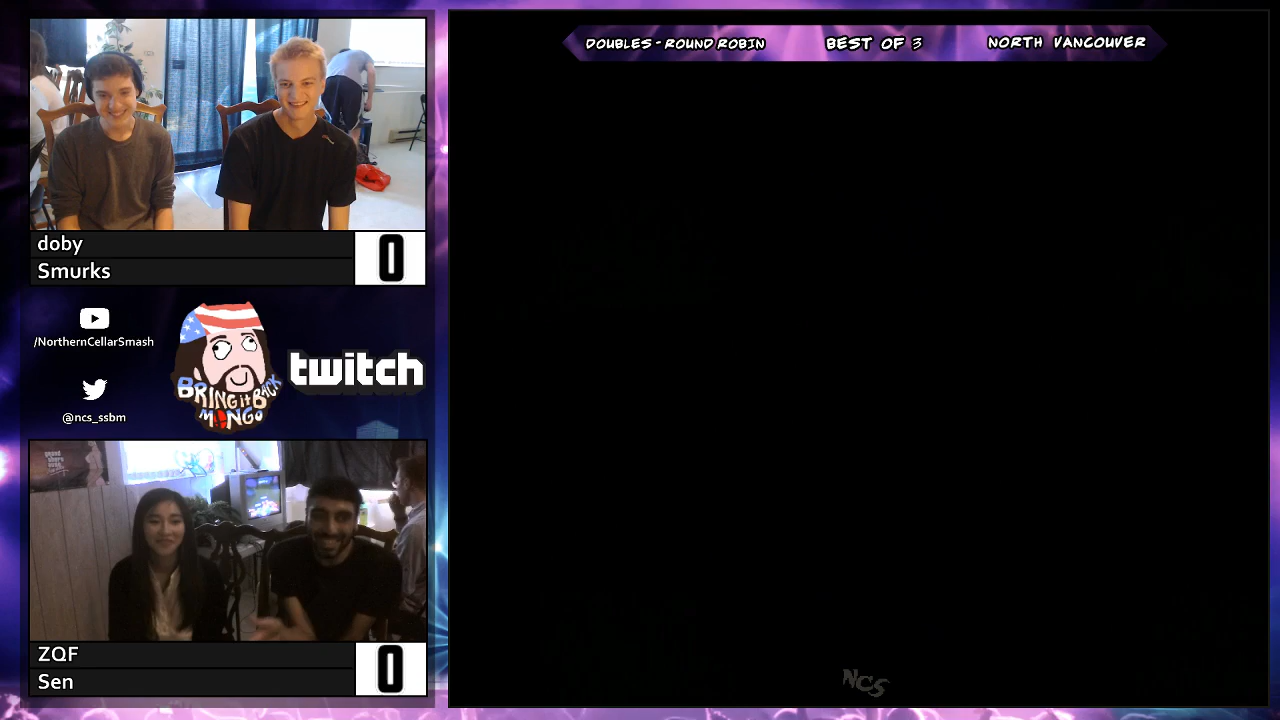 DOUBLES - ROUND ROBIN
BEST OF 3
NORTH VANCOUVER
doby
Smurks
0
/NorthernCellarSmash
@ncs_ssbm
BRING it BACK
MANGO
twitch
ZQF
Sen
0
NCS